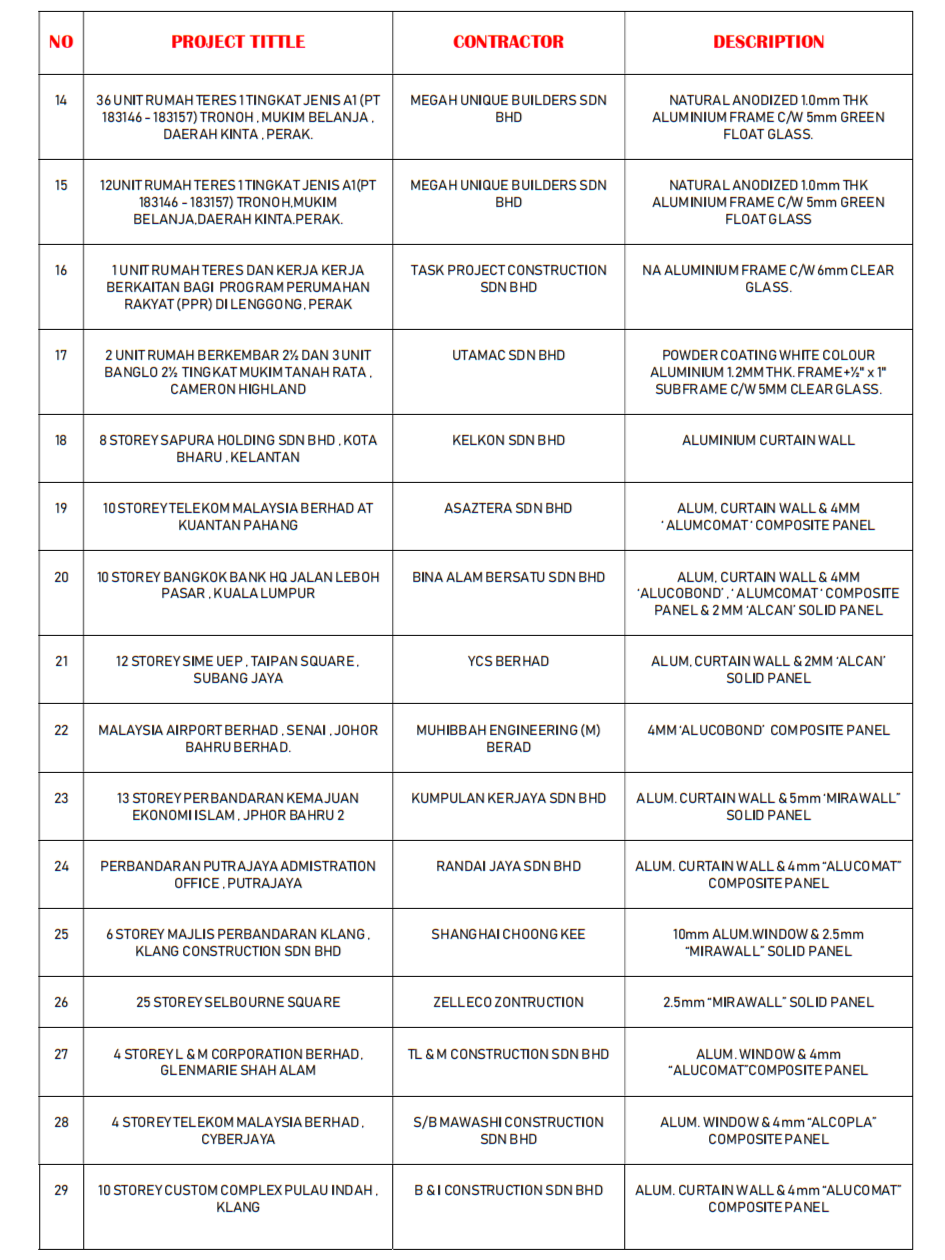 NO PROJECT TITTLE CONTRACTOR DESCRIPTION
14 36 UNIT RUMAH TERES 1 TINGKAT JENIS A1 (PT MEGAH UNIQUE BUILDERS SDN NATURAL ANODIZED 1.0mm THK
183146 - 183157) TRONOH , MUKIM BELANJA , BHD ALUMINIUM FRAME C/W 5mm GREEN
DAERAH KINTA , PERAK. FLOAT GLASS.
15 12UNIT RUMAH TERES 1 TINGKAT JENIS A1(PT MEGAH UNIQUE BUILDERS SDN NATURAL ANODIZED 1.0mm THK
183146 - 183157) TRONOH,MUKIM BHD ALUMINIUM FRAME C/W 5mm GREEN
BELANJA,DAERAH KINTA.PERAK. FLOAT GLASS
16 1 UNIT RUMAH TERES DAN KERJA KERJA TASK PROJECT CONSTRUCTION NA ALUMINIUM FRAME C/W 6mm CLEAR
BERKAITAN BAGI PROGRAM PERUMAHAN SDN BHD GLASS.
RAKYAT (PPR) DI LENGGONG, PERAK
17 2 UNIT RUMAH BERKEMBAR 2½ DAN 3 UNIT UTAMAC SDN BHD POWDER COATING WHITE COLOUR
BANGLO 2½ TINGKAT MUKIM TANAH RATA , ALUMINIUM 1.2MM THK. FRAME +½" x 1"
CAMERON HIGHLAND SUBFRAME C/W 5MM CLEAR GLASS.
18 8 STOREY SAPURA HOLDING SDN BHD , KOTA KELKON SDN BHD ALUMINIUM CURTAIN WALL
BHARU , KELANTAN
19 10 STOREY TELEKOM MALAYSIA BERHAD AT ASAZTERA SDN BHD ALUM, CURTAIN WALL & 4MM
KUANTAN PAHANG ‘ ALUMCOMAT ‘ COMPOSITE PANEL
20 10 STOREY BANGKOK BANK HQ JALAN LEBOH BINA ALAM BERSATU SDN BHD ALUM, CURTAIN WALL & 4MM
PASAR , KUALA LUMPUR ‘ALUCOBOND’ , ‘ ALUMCOMAT ‘ COMPOSITE
PANEL & 2 MM ‘ALCAN’ SOLID PANEL
21 12 STOREY SIME UEP , TAIPAN SQUARE , YCS BERHAD ALUM, CURTAIN WALL & 2MM ‘ALCAN’
SUBANG JAYA SOLID PANEL
22 MALAYSIA AIRPORT BERHAD , SENAI , JOHOR MUHIBBAH ENGINEERING (M) 4MM ‘ALUCOBOND’ COMPOSITE PANEL
BAHRU BERHAD. BERAD
23 13 STOREY PERBANDARAN KEMAJUAN KUMPULAN KERJAYA SDN BHD ALUM. CURTAIN WALL & 5mm ‘MIRAWALL”
EKONOMI ISLAM , JPHOR BAHRU 2 SOLID PANEL
24 PERBANDARAN PUTRAJAYA ADMISTRATION RANDAI JAYA SDN BHD ALUM. CURTAIN WALL & 4mm “ALUCOMAT”
OFFICE , PUTRAJAYA COMPOSITE PANEL
25 6 STOREY MAJLIS PERBANDARAN KLANG , SHANGHAI CHOONG KEE 10mm ALUM.WINDOW & 2.5mm
KLANG CONSTRUCTION SDN BHD “MIRAWALL” SOLID PANEL
26 25 STOREY SELBOURNE SQUARE ZELLECO ZONTRUCTION 2.5mm “MIRAWALL” SOLID PANEL
27 4 STOREY L & M CORPORATION BERHAD, TL & M CONSTRUCTION SDN BHD ALUM. WINDOW & 4mm
GLENMARIE SHAH ALAM “ALUCOMAT”COMPOSITE PANEL
28 4 STOREY TELEKOM MALAYSIA BERHAD , S/B MAWASHI CONSTRUCTION ALUM. WINDOW & 4mm “ALCOPLA”
CYBERJAYA SDN BHD COMPOSITE PANEL
29 10 STOREY CUSTOM COMPLEX PULAU INDAH , B & I CONSTRUCTION SDN BHD ALUM. CURTAIN WALL & 4mm “ALUCOMAT”
KLANG COMPOSITE PANEL